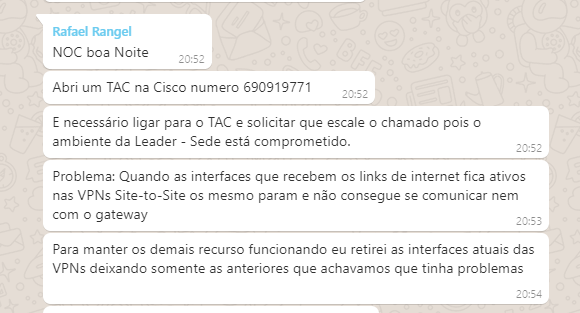 Rafael Rangel
NOC boa Noite
20:52
Abri um TAC na Cisco numero 690919771
20:52
E necessário ligar para o TAC e solicitar que escale o chamado pois o
ambiente da Leader - Sede está comprometido.
20:52
Problema: Quando as interfaces que recebem os links de internet fica ativos
nas VPNs Site-to-Site os mesmo param e não consegue se comunicar nem
com o gateway
20:53
Para manter os demais recurso funcionando eu retirei as interfaces atuais das
VPNs deixando somente as anteriores que achavamos que tinha problemas
20:54